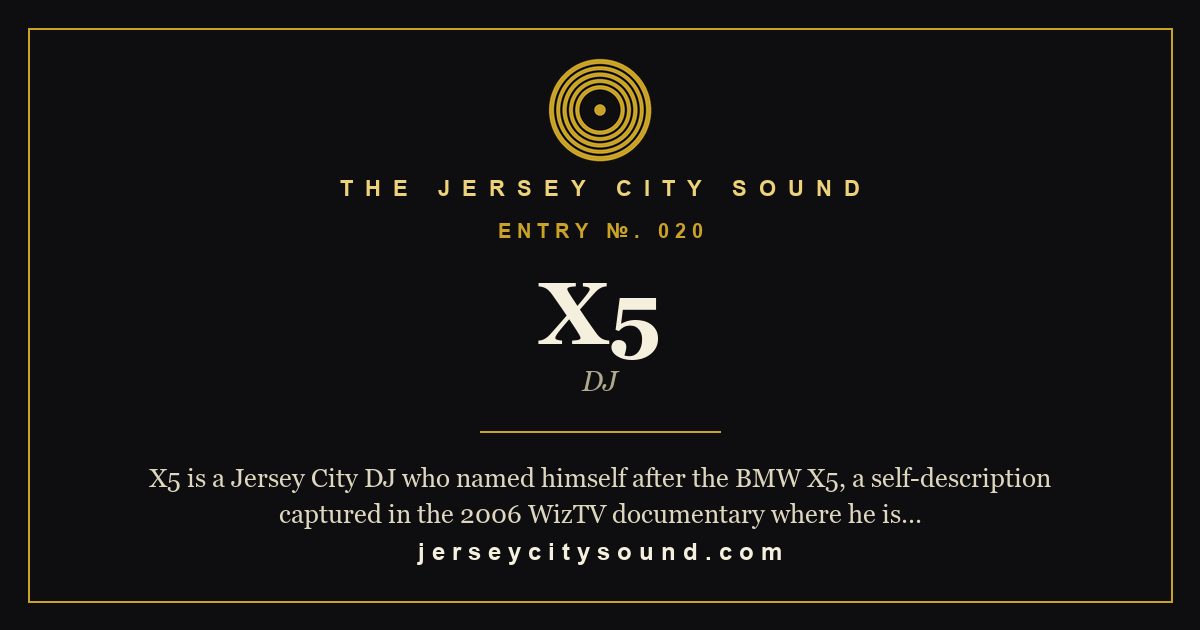 THE JERSEY CITY SOUND
ENTRY №. 020
X5
DJ
X5 is a Jersey City DJ who named himself after the BMW X5, a self-description
captured in the 2006 WizTV documentary where he is...
jerseycitysound.com